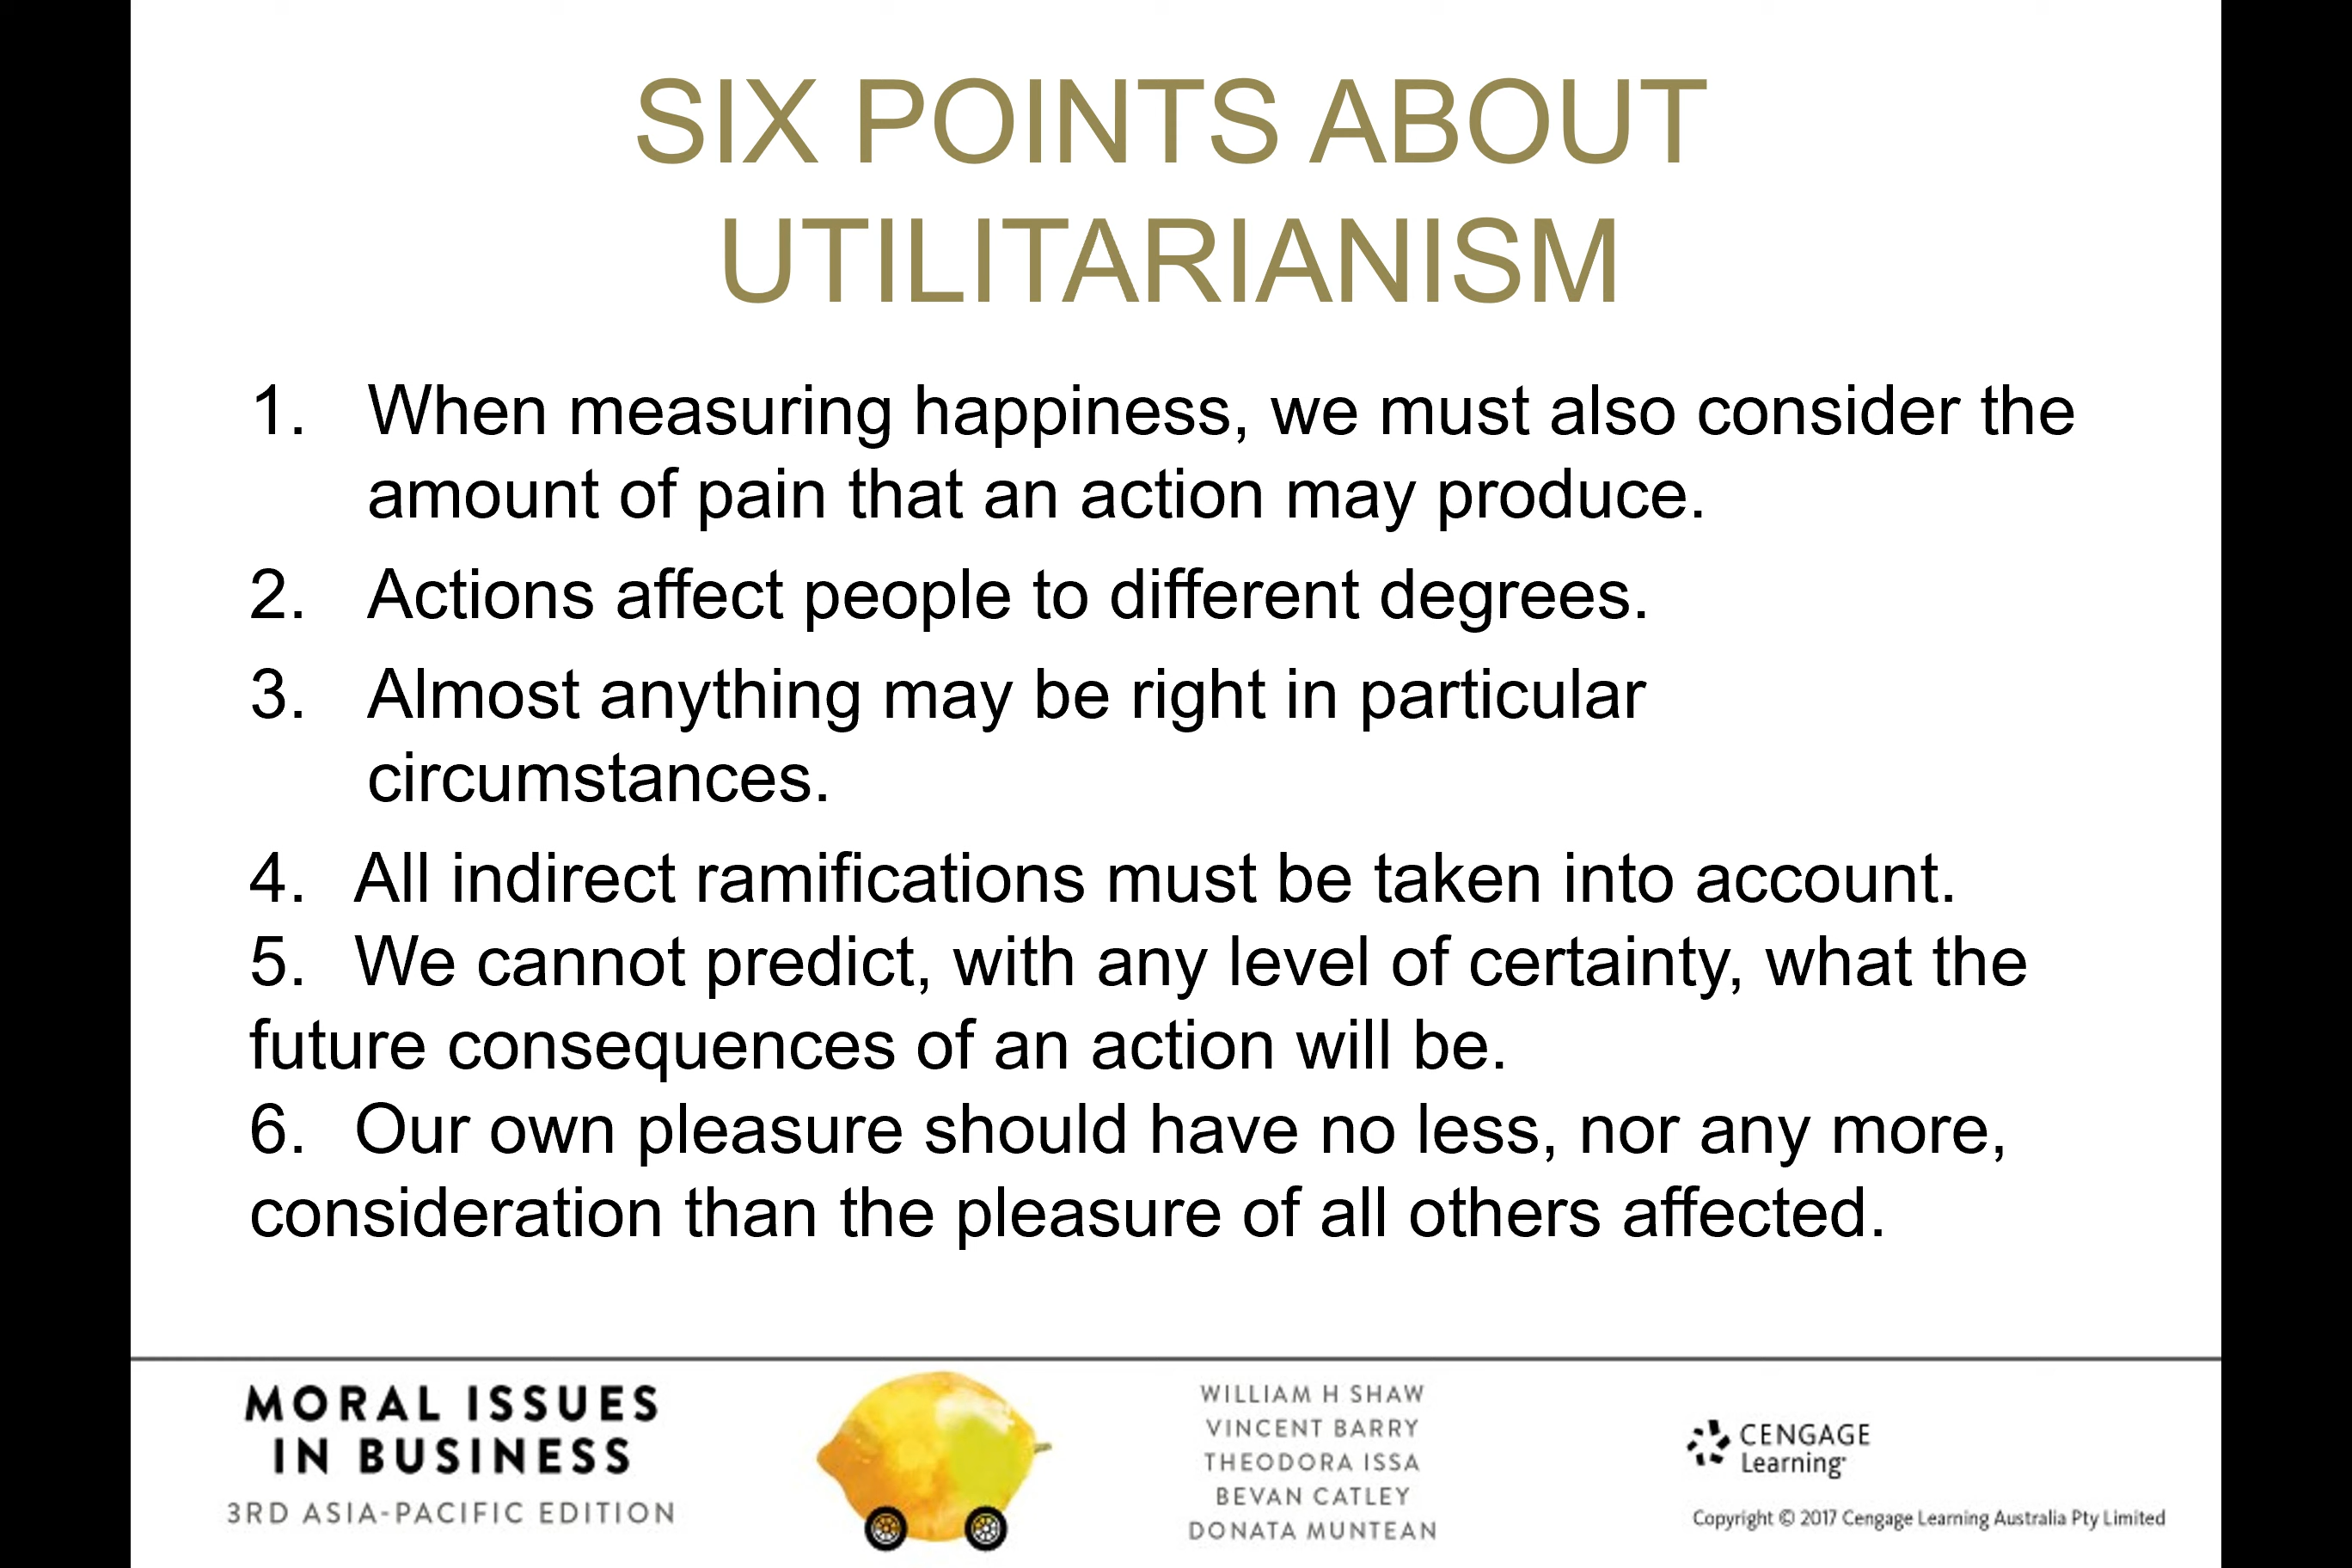 SIX POINTS ABOUT
UTILITARIANISM
1. When measuring happiness, we must also consider the
amount of pain that an action may produce.
2. Actions affect people to different degrees.
3. Almost anything may be right in particular
circumstances.
4. All indirect ramifications must be taken into account.
5. We cannot predict, with any level of certainty, what the
future consequences of an action will be.
6. Our own pleasure should have no less, nor any more,
consideration than the pleasure of all others affected.
MORAL ISSUES
IN BUSINESS
3RD ASIA-PACIFIC EDITION
WILLIAM H SHAW
VINCENT BARRY
THEODORA ISSA
BEVAN CATLEY
DONATA MUNTEAN
CENGAGE
Learning
Copyright © 2017 Cengage Learning Australia Pty Limited